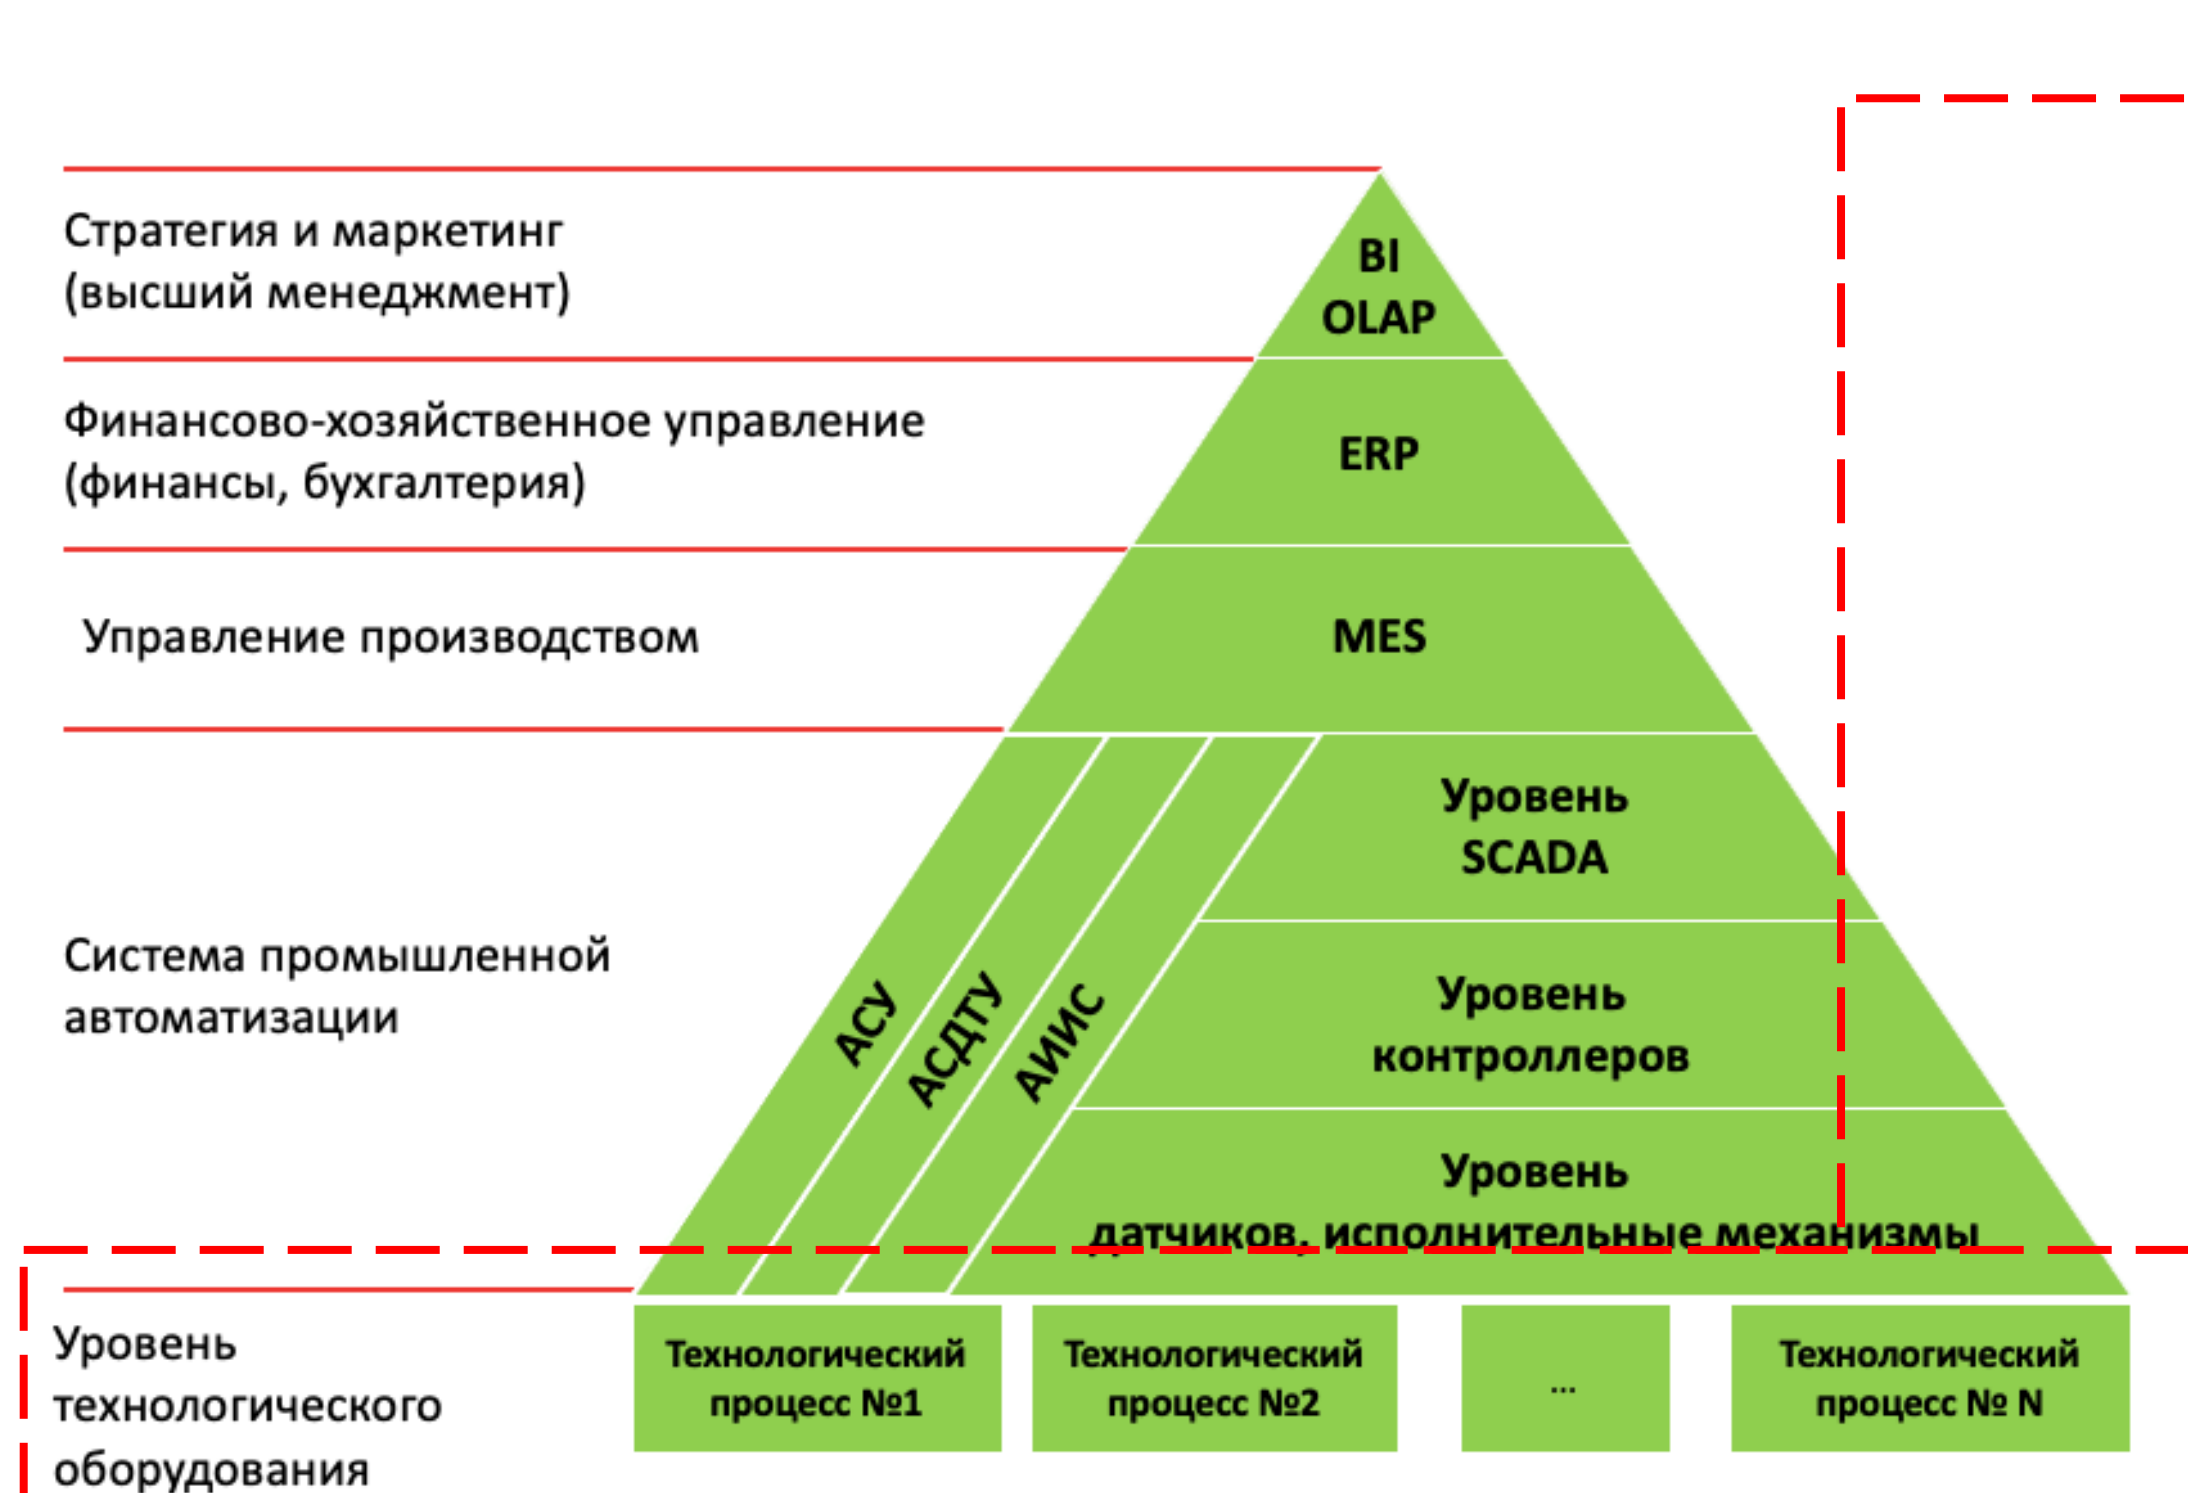 Стратегия и маркетинг
(высший менеджмент)
BI
OLAP
Финансово-хозяйственное управление
(финансы, бухгалтерия)
ERP
Управление производством
MES
Система промышленной
автоматизации
АСУ
АСДТУ
АИИС
Уровень
SCADA
Уровень
контроллеров
Уровень
датчиков, исполнительные механизмы
Уровень
технологического
оборудования
Технологический
процесс №1
Технологический
процесс №2
...
Технологический
процесс № N